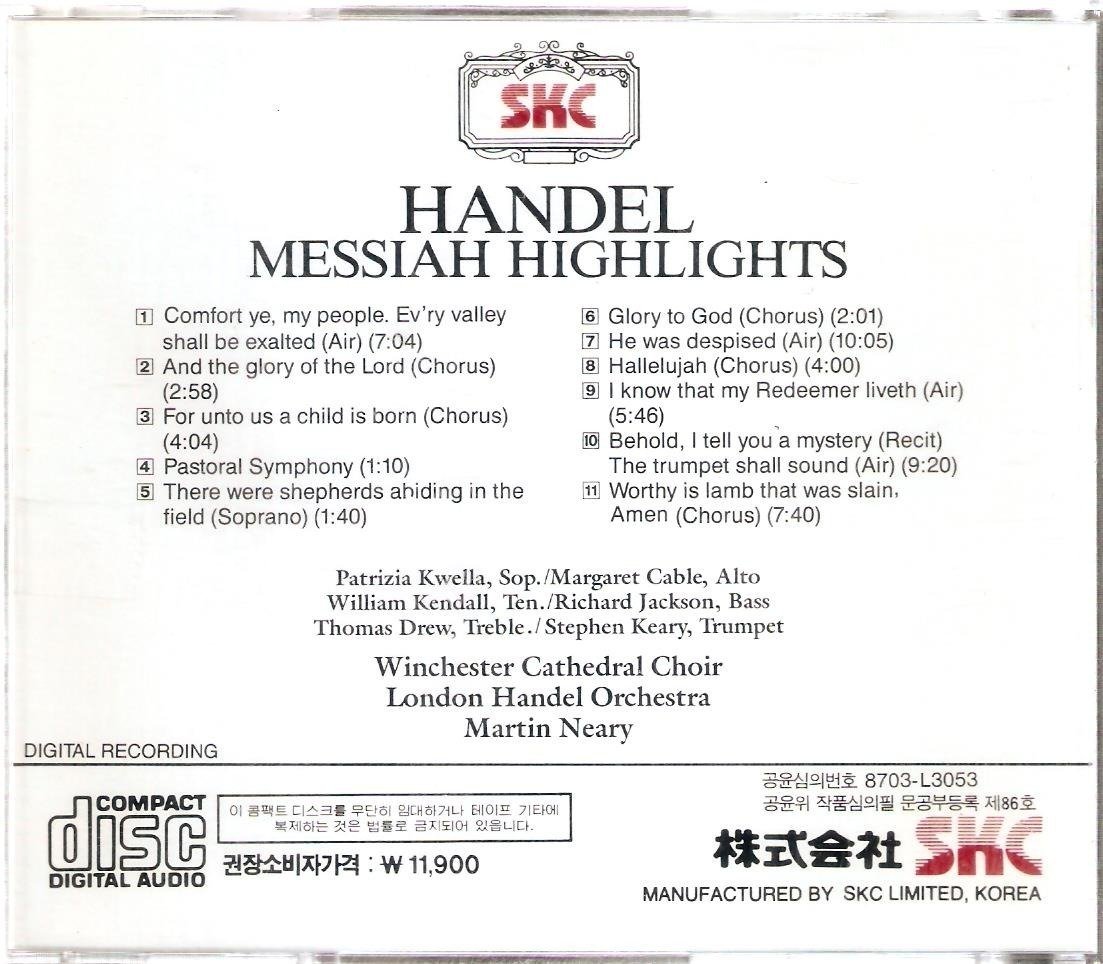 SKC
HANDEL
MESSIAH HIGHLIGHTS
1 Comfort ye, my people. Ev'ry valley
shall be exalted (Air) (7:04)
2 And the glory of the Lord (Chorus)
(2:58)
3 For unto us a child is born (Chorus)
(4:04)
4 Pastoral Symphony (1:10)
5 There were shepherds ahiding in the
field (Soprano) (1:40)
6 Glory to God (Chorus) (2:01)
7 He was despised (Air) (10:05)
8 Hallelujah (Chorus) (4:00)
9 I know that my Redeemer liveth (Air)
(5:46)
10 Behold, I tell you a mystery (Recit)
The trumpet shall sound (Air) (9:20)
11 Worthy is lamb that was slain,
Amen (Chorus) (7:40)
Patrizia Kwella, Sop./Margaret Cable, Alto
William Kendall, Ten./Richard Jackson, Bass
Thomas Drew, Treble./Stephen Keary, Trumpet
Winchester Cathedral Choir
London Handel Orchestra
Martin Neary
DIGITAL RECORDING
COMPACT
disc
DIGITAL AUDIO
이 콤팩트 디스크를 무단히 임대하거나 테이프 기타에
복제하는 것은 법률로 금지되어 있읍니다.
권장소비자가격 : ₩ 11,900
공윤심의번호 8703-L3053
공윤위 작품심의필 문공부등록 제86호
株式会社 SKC
MANUFACTURED BY SKC LIMITED, KOREA